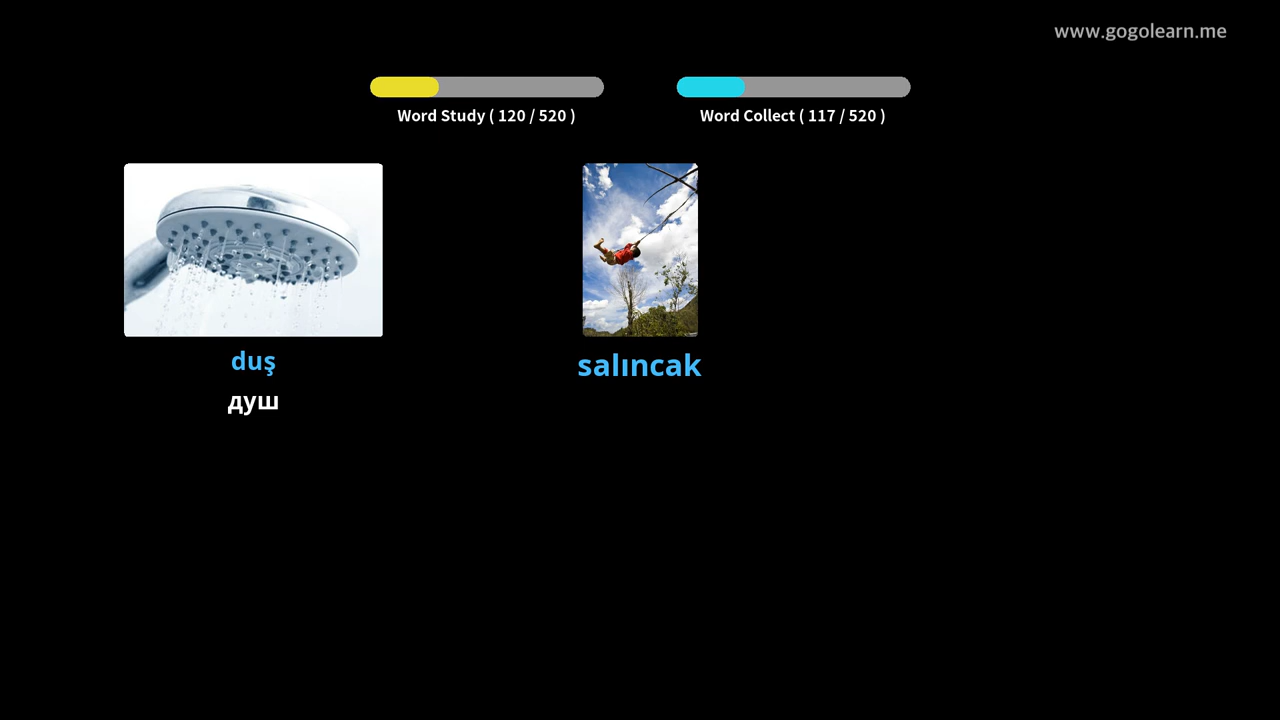 www.gogolearn.me
Word Study ( 120 / 520 )
Word Collect ( 117 / 520 )
duş
душ
salıncak